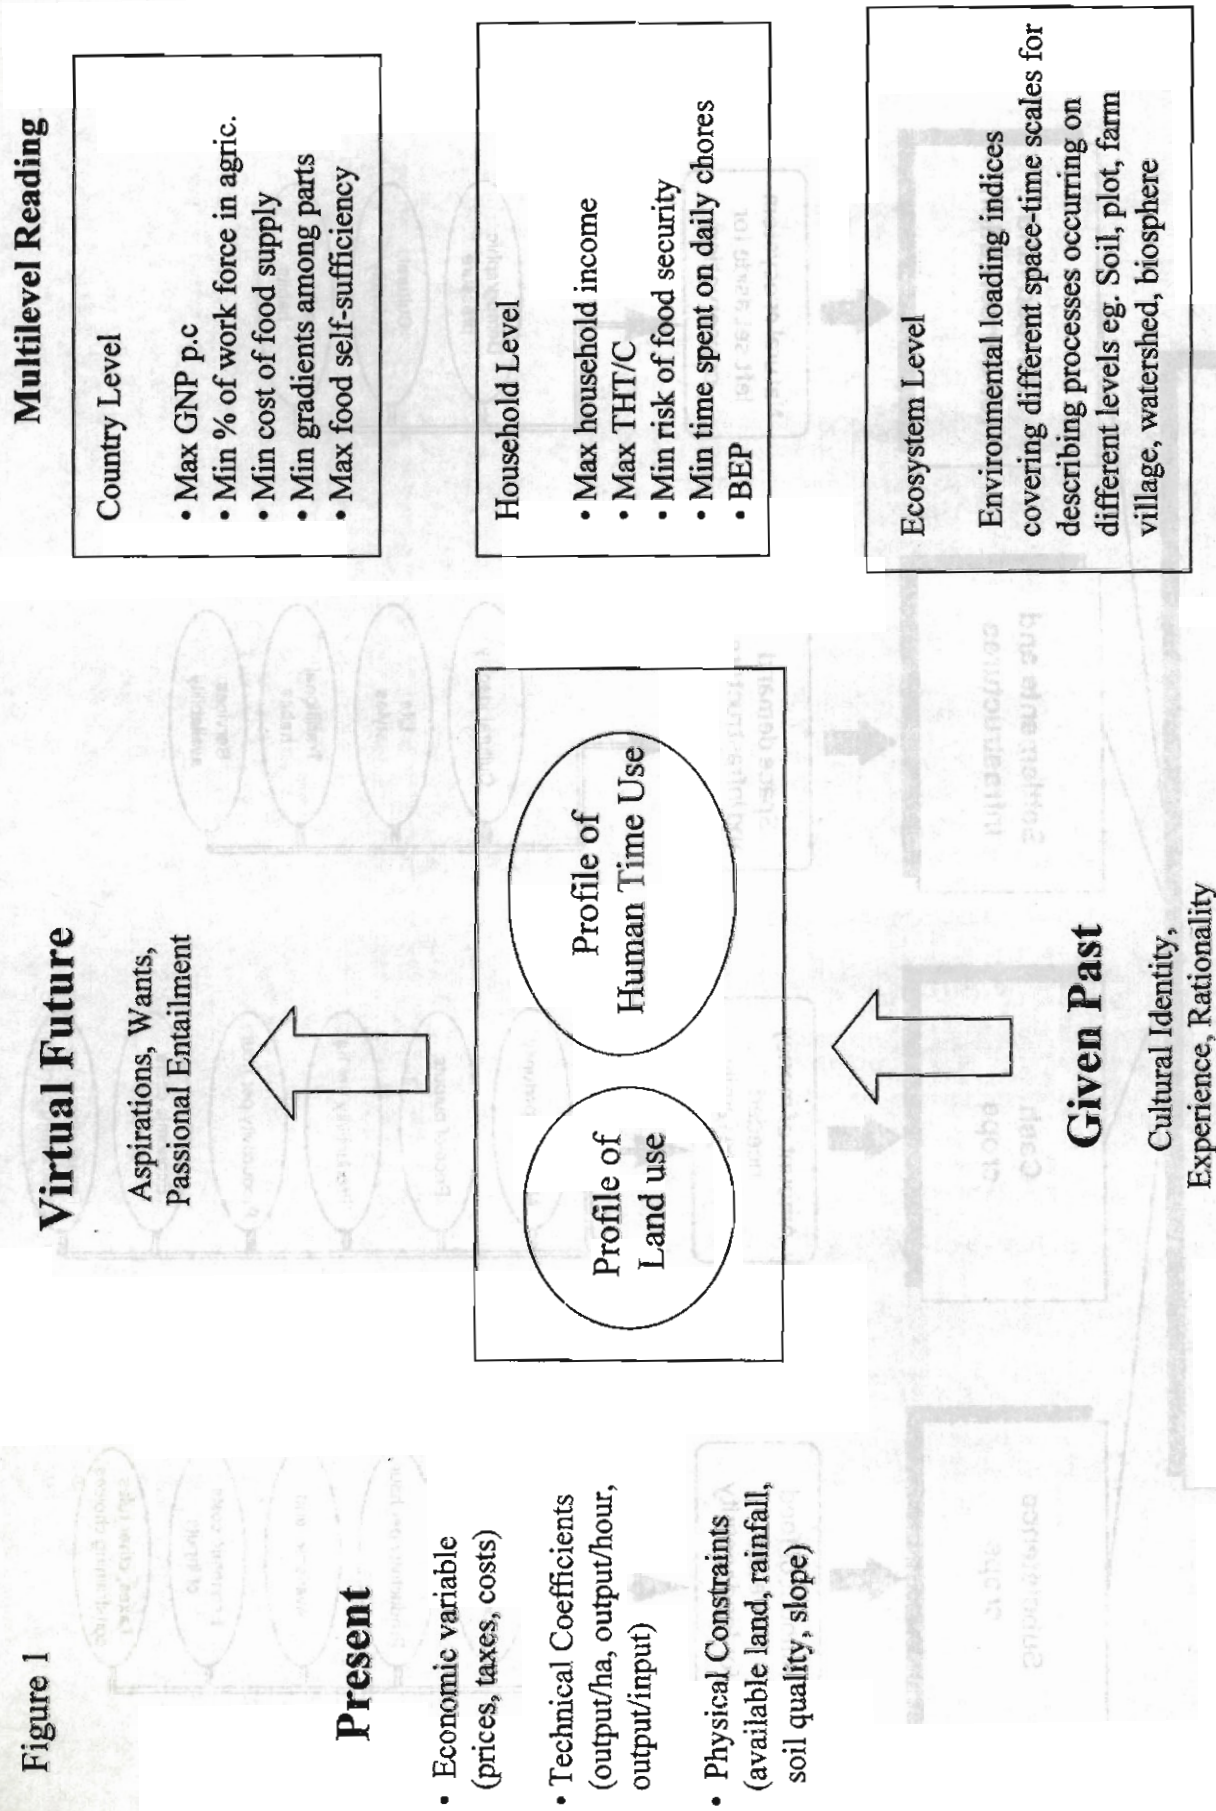 Figure 1
Present
• Economic variable
(prices, taxes, costs)
• Technical Coefficients
(output/ha, output/hour,
output/input)
• Physical Constraints
(available land, rainfall,
soil quality, slope)
Virtual Future
Aspirations, Wants,
Passional Entailment
Profile of
Land use
Profile of
Human Time Use
Given Past
Cultural Identity,
Experience, Rationality
Multilevel Reading
Country Level
• Max GNP p.c
• Min % of work force in agric.
• Min cost of food supply
• Min gradients among parts
• Max food self-sufficiency
Household Level
• Max household income
• Max THT/C
• Min risk of food security
• Min time spent on daily chores
• BEP
Ecosystem Level
Environmental loading indices
covering different space-time scales for
describing processes occurring on
different levels eg. Soil, plot, farm
village, watershed, biosphere